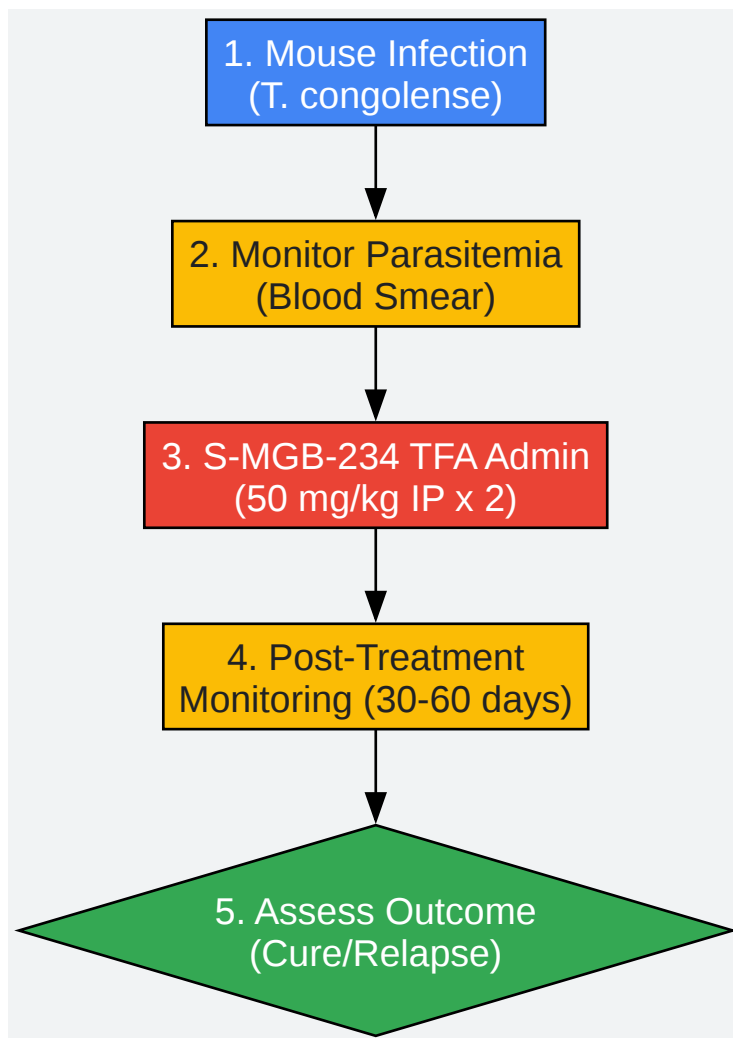 1. Mouse Infection
(T. congolense)
2. Monitor Parasitemia
(Blood Smear)
3. S-MGB-234 TFA Admin
(50 mg/kg IP x 2)
4. Post-Treatment
Monitoring (30-60 days)
5. Assess Outcome
(Cure/Relapse)